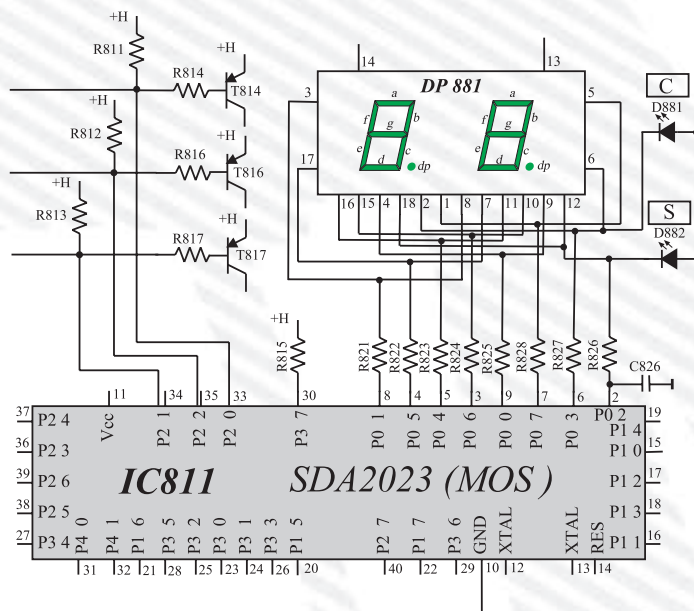 +H
R811
+H
R814
T814
+H
R812
+H
R816
T816
+H
R813
+H
R817
T817
14
13
DP 881
3
5
17
6
a
f
b
g
e
c
d
dp
a
f
b
g
e
c
d
dp
16
15
4
18
2
1
8
7
11
10
9
12
C
D881
S
D882
+H
R815
R821
R822
R823
R824
R825
R828
R827
R826
C826
11
34
35
33
30
8
4
5
3
9
7
6
2
Vcc
P2 1
P2 2
P2 0
P3 7
P0 1
P0 5
P0 4
P0 6
P0 0
P0 7
P0 3
P0 2
37
P2 4
36
P2 3
39
P2 6
38
P2 5
27
P3 4
19
P1 4
15
P1 0
17
P1 2
18
P1 3
16
P1 1
IC811
SDA2023 (MOS )
P4 0
P4 1
P1 6
P3 5
P3 2
P3 0
P3 1
P3 3
P1 5
P2 7
P1 7
P3 6
GND
XTAL
XTAL
RES
31
32
21
28
25
23
24
26
20
40
22
29
10
12
13
14